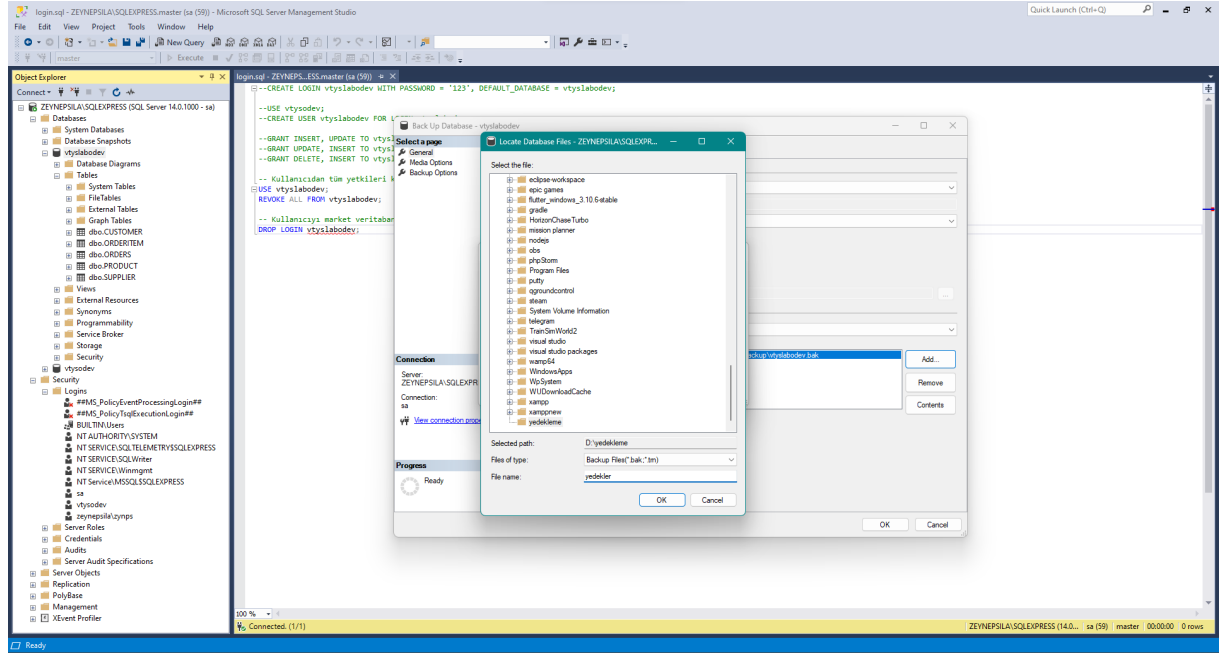 login.sql - ZEYNEPSILA\SQLEXPRESS.master (sa (59)) - Microsoft SQL Server Management Studio
Quick Launch (Ctrl+Q)
File Edit View Project Tools Window Help
New Query
master
Execute
Object Explorer
login.sql - ZEYNEPS...ESS.master (sa (59))
Connect
ZEYNEPSILA\SQLEXPRESS (SQL Server 14.0.1000 - sa)
Databases
System Databases
Database Snapshots
vtyslabodev
Database Diagrams
Tables
System Tables
FileTables
External Tables
Graph Tables
dbo.CUSTOMER
dbo.ORDERITEM
dbo.ORDERS
dbo.PRODUCT
dbo.SUPPLIER
Views
External Resources
Synonyms
Programmability
Service Broker
Storage
Security
vtysodev
Security
Logins
##MS_PolicyEventProcessingLogin##
##MS_PolicyTsqlExecutionLogin##
BUILTIN\Users
NT AUTHORITY\SYSTEM
NT SERVICE\SQLTELEMETRY$SQLEXPRESS
NT SERVICE\SQLWriter
NT SERVICE\Winmgmt
NT Service\MSSQL$SQLEXPRESS
sa
vtysodev
zeynepsila\zynps
Server Roles
Credentials
Audits
Server Audit Specifications
Server Objects
Replication
PolyBase
Management
XEvent Profiler
--CREATE LOGIN vtyslabodev WITH PASSWORD = '123', DEFAULT_DATABASE = vtyslabodev;
--USE vtysodev;
--CREATE USER vtyslabodev FOR
--GRANT INSERT, UPDATE TO vtys
--GRANT UPDATE, INSERT TO vtysl
--GRANT DELETE, INSERT TO vtysl
-- Kullanıcıdan tüm yetkileri
USE vtyslabodev;
REVOKE ALL FROM vtyslabodev;
-- Kullanıcıyı market veritabar
DROP LOGIN vtyslabodev;
Back Up Database - vtyslabodev
Select a page
General
Media Options
Backup Options
Connection
Server:
ZEYNEPSILA\SQLEXPR
Connection:
sa
View connection prope
Progress
Ready
ackup\vtyslabodev.bak
Add...
Remove
Contents
OK Cancel
Locate Database Files - ZEYNEPSILA\SQLEXPR...
Select the file:
eclipse-workspace
epic games
flutter_windows_3.10.6-stable
gradle
HorizonChaseTurbo
mission planner
nodejs
obs
phpStorm
Program Files
putty
qgroundcontrol
steam
System Volume Information
telegram
TrainSimWorld2
visual studio
visual studio packages
wamp64
WindowsApps
WpSystem
WUDownloadCache
xampp
xamppnew
yedekleme
Selected path: D:\yedekleme
Files of type: Backup Files(*.bak;*.trn)
File name: yedekler
OK Cancel
100 %
Connected. (1/1)
ZEYNEPSILA\SQLEXPRESS (14.0... sa (59) master 00:00:00 0 rows
Ready